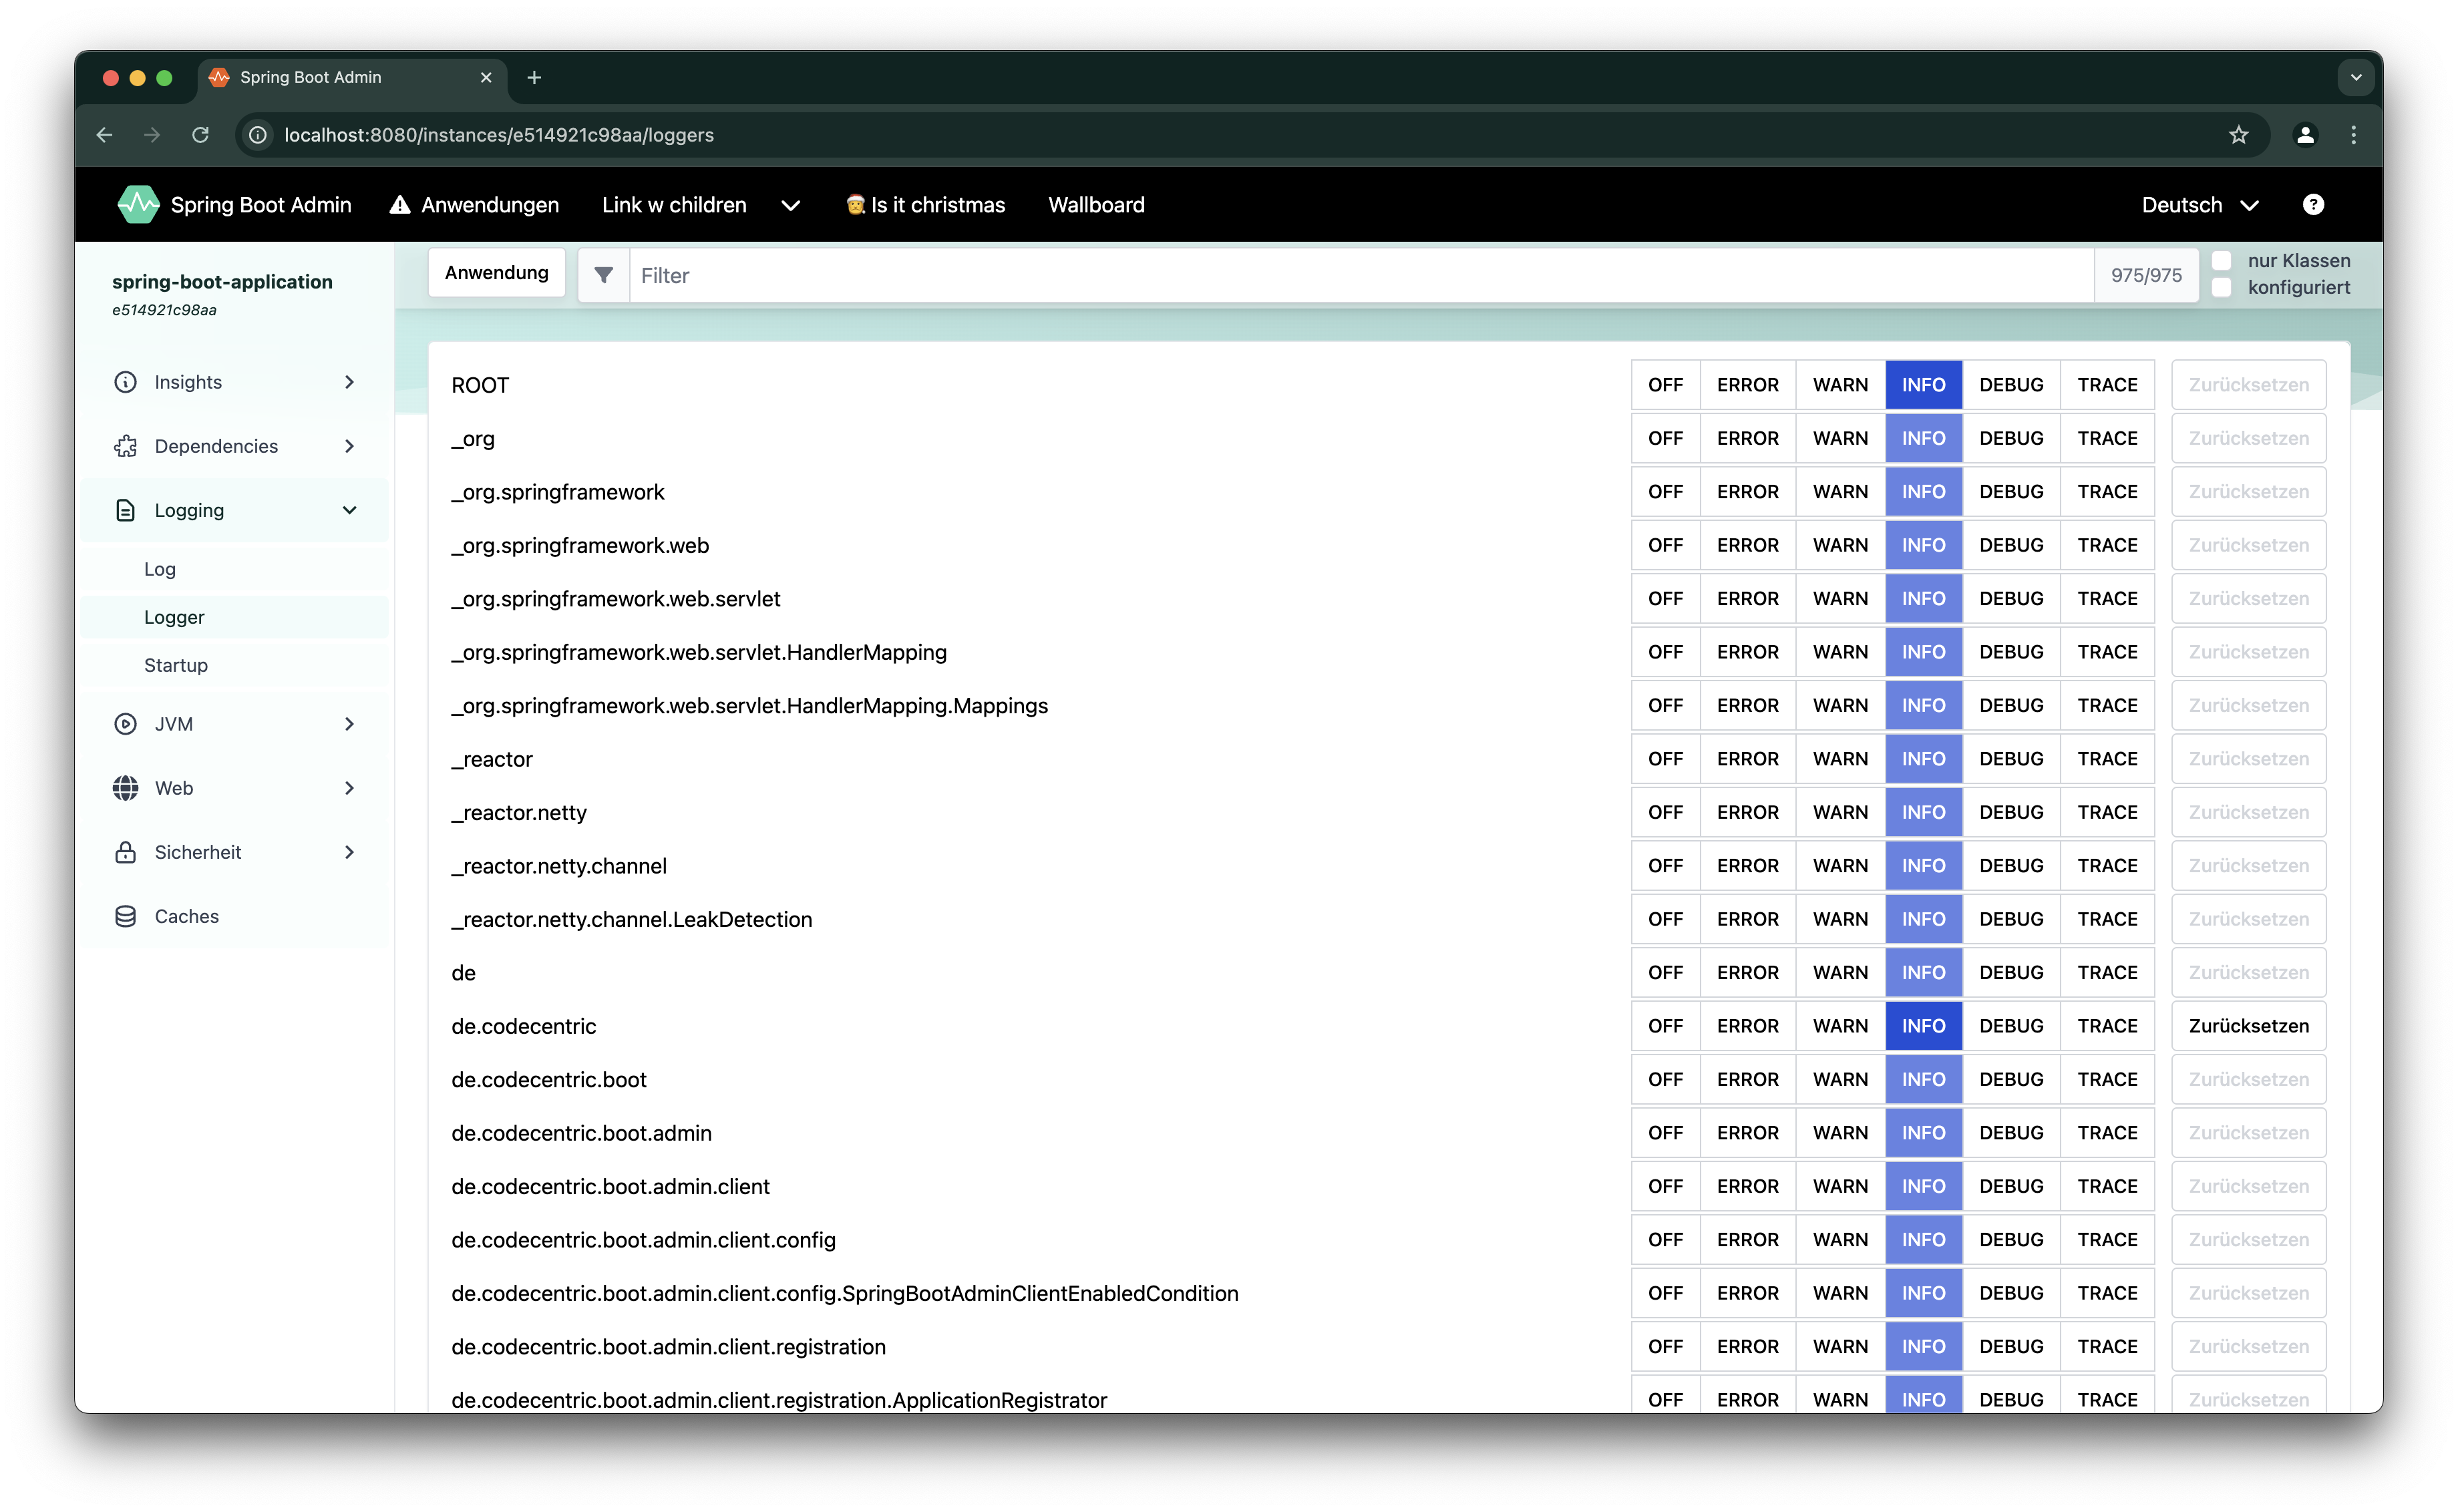 Spring Boot Admin
localhost:8080/instances/e514921c98aa/loggers
Spring Boot Admin Anwendungen Link w children Is it christmas Wallboard Deutsch
spring-boot-application
e514921c98aa
Insights
Dependencies
Logging
Log
Logger
Startup
JVM
Web
Sicherheit
Caches
Anwendung Filter 975/975 nur Klassen
konfiguriert
ROOT OFF ERROR WARN INFO DEBUG TRACE Zurücksetzen
_org OFF ERROR WARN INFO DEBUG TRACE Zurücksetzen
_org.springframework OFF ERROR WARN INFO DEBUG TRACE Zurücksetzen
_org.springframework.web OFF ERROR WARN INFO DEBUG TRACE Zurücksetzen
_org.springframework.web.servlet OFF ERROR WARN INFO DEBUG TRACE Zurücksetzen
_org.springframework.web.servlet.HandlerMapping OFF ERROR WARN INFO DEBUG TRACE Zurücksetzen
_org.springframework.web.servlet.HandlerMapping.Mappings OFF ERROR WARN INFO DEBUG TRACE Zurücksetzen
_reactor OFF ERROR WARN INFO DEBUG TRACE Zurücksetzen
_reactor.netty OFF ERROR WARN INFO DEBUG TRACE Zurücksetzen
_reactor.netty.channel OFF ERROR WARN INFO DEBUG TRACE Zurücksetzen
_reactor.netty.channel.LeakDetection OFF ERROR WARN INFO DEBUG TRACE Zurücksetzen
de OFF ERROR WARN INFO DEBUG TRACE Zurücksetzen
de.codecentric OFF ERROR WARN INFO DEBUG TRACE Zurücksetzen
de.codecentric.boot OFF ERROR WARN INFO DEBUG TRACE Zurücksetzen
de.codecentric.boot.admin OFF ERROR WARN INFO DEBUG TRACE Zurücksetzen
de.codecentric.boot.admin.client OFF ERROR WARN INFO DEBUG TRACE Zurücksetzen
de.codecentric.boot.admin.client.config OFF ERROR WARN INFO DEBUG TRACE Zurücksetzen
de.codecentric.boot.admin.client.config.SpringBootAdminClientEnabledCondition OFF ERROR WARN INFO DEBUG TRACE Zurücksetzen
de.codecentric.boot.admin.client.registration OFF ERROR WARN INFO DEBUG TRACE Zurücksetzen
de.codecentric.boot.admin.client.registration.ApplicationRegistrator OFF ERROR WARN INFO DEBUG TRACE Zurücksetzen